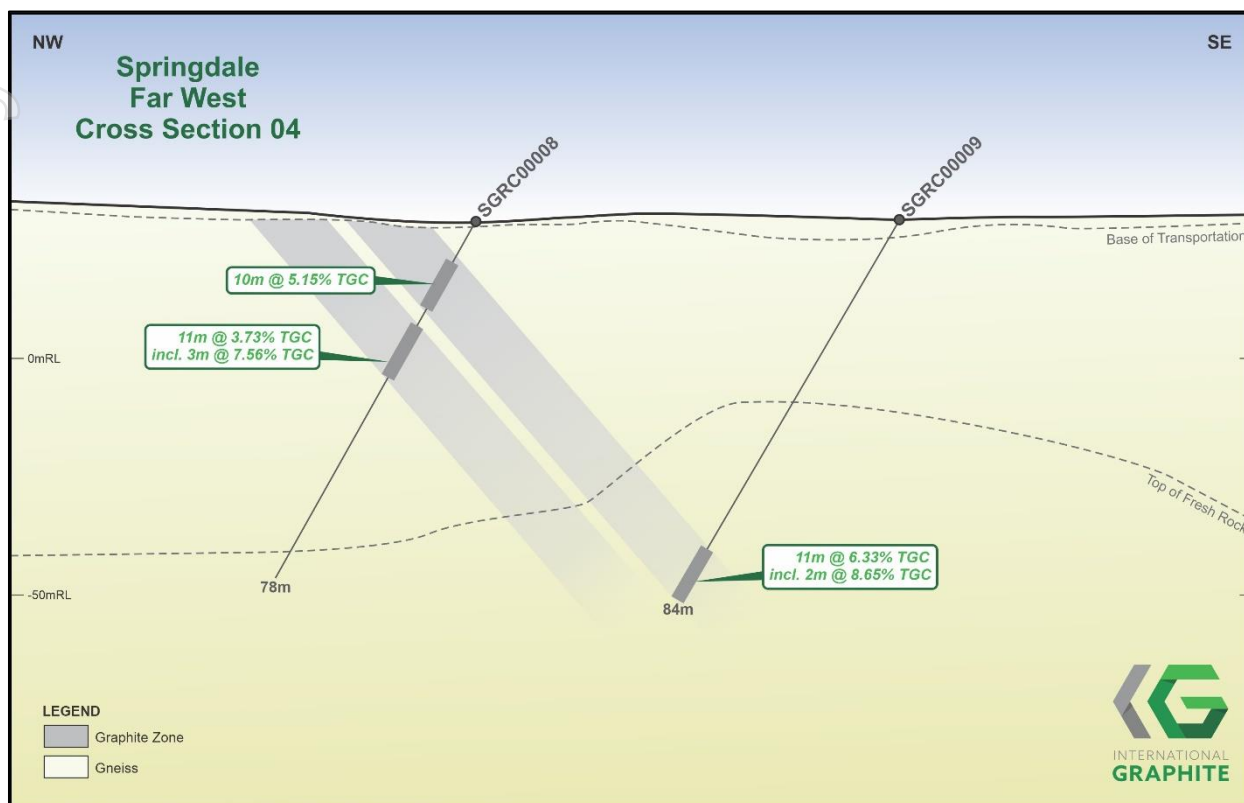 NW
SE
Springdale
Far West
Cross Section 04
SGRC00008
SGRC00009
Base of Transportation
10m @ 5.15% TGC
11m @ 3.73% TGC
incl. 3m @ 7.56% TGC
0mRL
Top of Fresh Rock
11m @ 6.33% TGC
incl. 2m @ 8.65% TGC
78m
-50mRL
84m
LEGEND
Graphite Zone
Gneiss
INTERNATIONAL
GRAPHITE